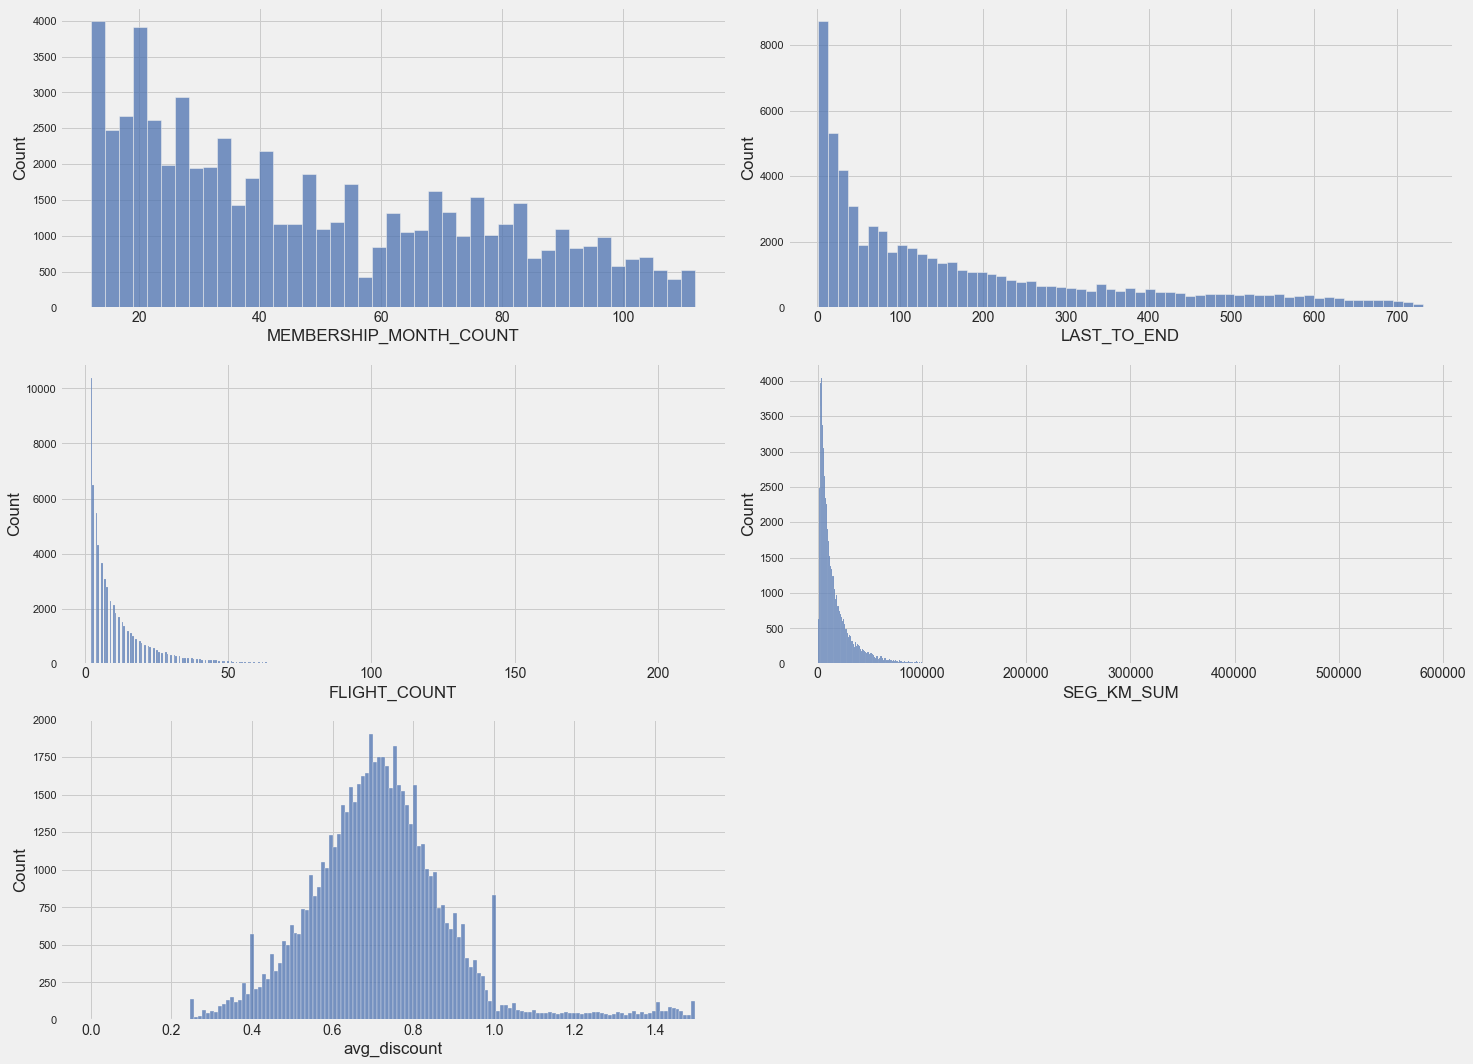 4000
3500
3000
2500
2000
1500
1000
500
0
Count
20 40 60 80 100
MEMBERSHIP_MONTH_COUNT
8000
6000
4000
2000
0
Count
0 100 200 300 400 500 600 700
LAST_TO_END
10000
8000
6000
4000
2000
0
Count
0 50 100 150 200
FLIGHT_COUNT
4000
3500
3000
2500
2000
1500
1000
500
0
Count
0 100000 200000 300000 400000 500000 600000
SEG_KM_SUM
2000
1750
1500
1250
1000
750
500
250
0
Count
0.0 0.2 0.4 0.6 0.8 1.0 1.2 1.4
avg_discount